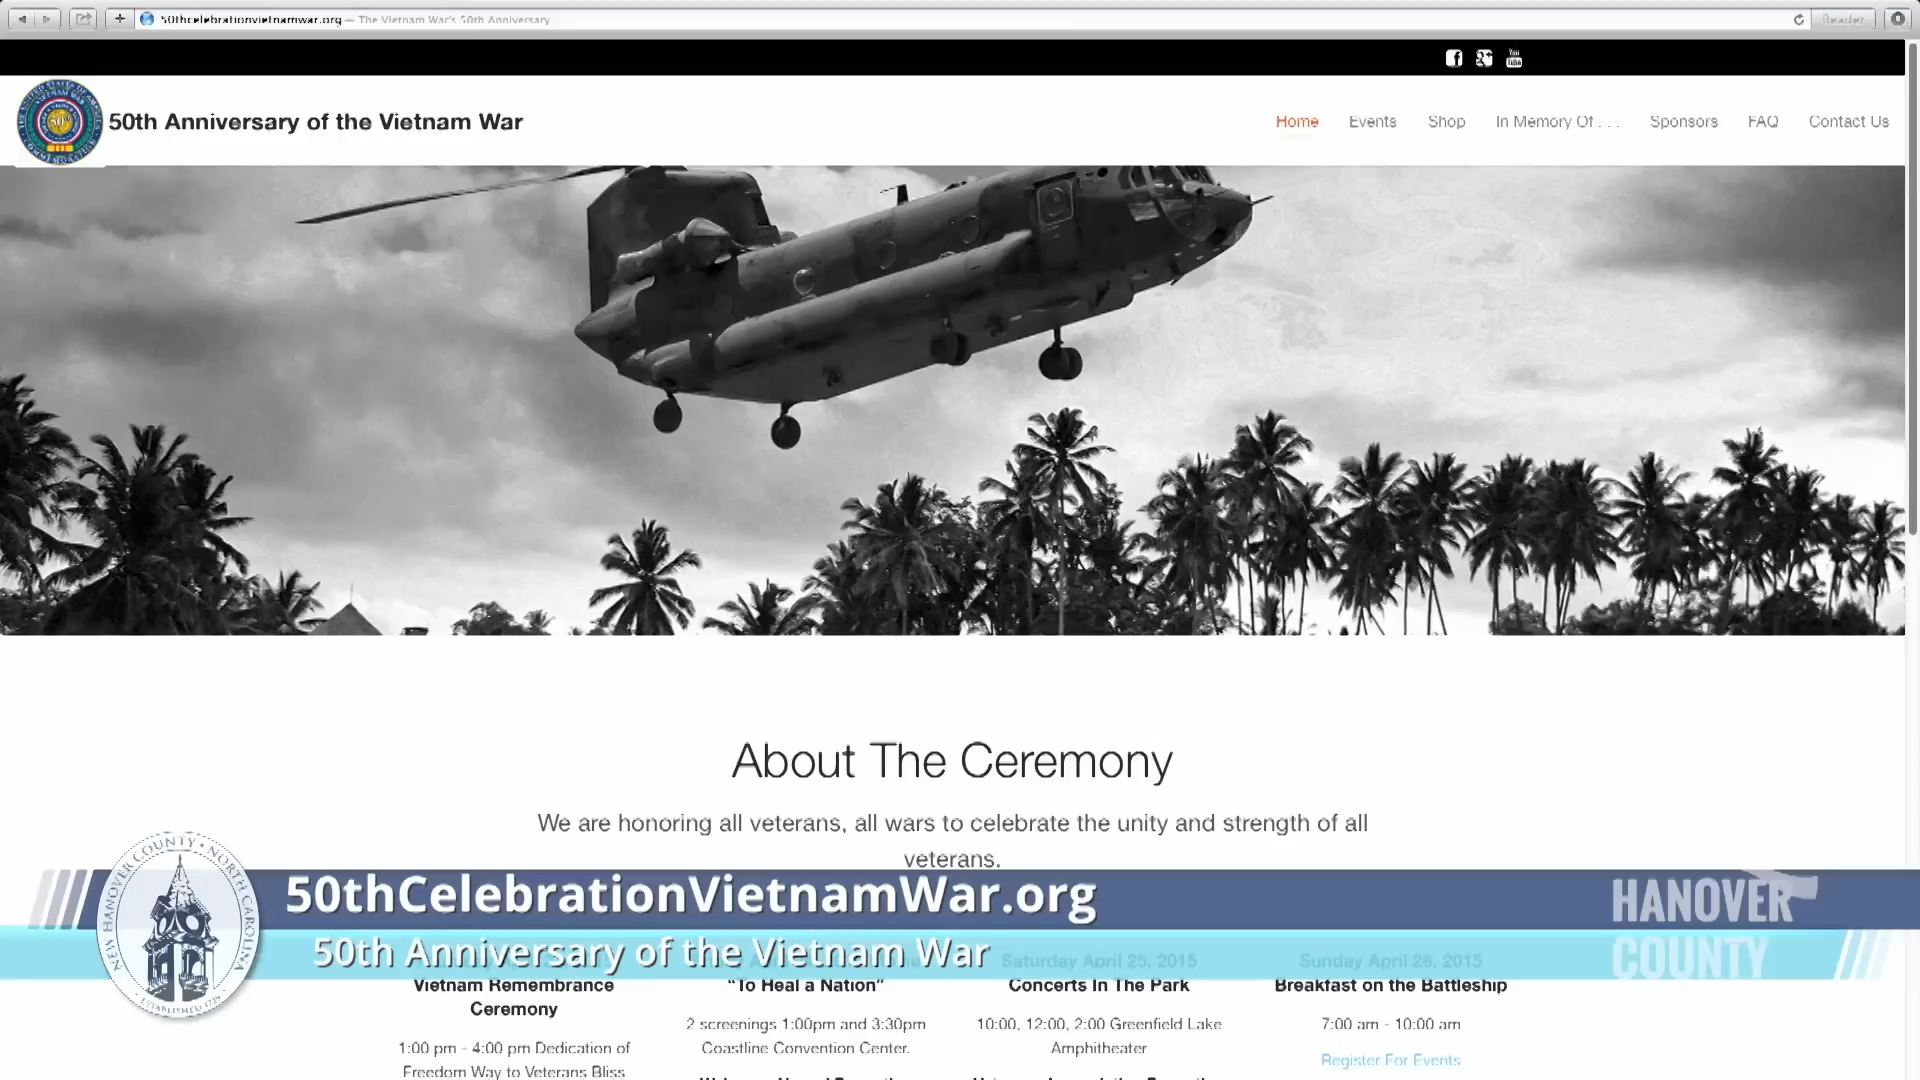 50thcelebrationvietnamwar.org — The Vietnam War's 50th Anniversary
Reader
You
Tube
50th Anniversary of the Vietnam War
Home Events Shop In Memory Of . . . Sponsors FAQ Contact Us
About The Ceremony
We are honoring all veterans, all wars to celebrate the unity and strength of all
veterans.
NEW HANOVER COUNTY • NORTH CAROLINA
ESTABLISHED 1729
50thCelebrationVietnamWar.org
50th Anniversary of the Vietnam War
HANOVER
COUNTY
Vietnam Remembrance
Ceremony
1:00 pm - 4:00 pm Dedication of
Freedom Way to Veterans Bliss
"To Heal a Nation"
2 screenings 1:00pm and 3:30pm
Coastline Convention Center.
Saturday April 25, 2015
Concerts In The Park
10:00, 12:00, 2:00 Greenfield Lake
Amphitheater
Sunday April 26, 2015
Breakfast on the Battleship
7:00 am - 10:00 am
Register For Events